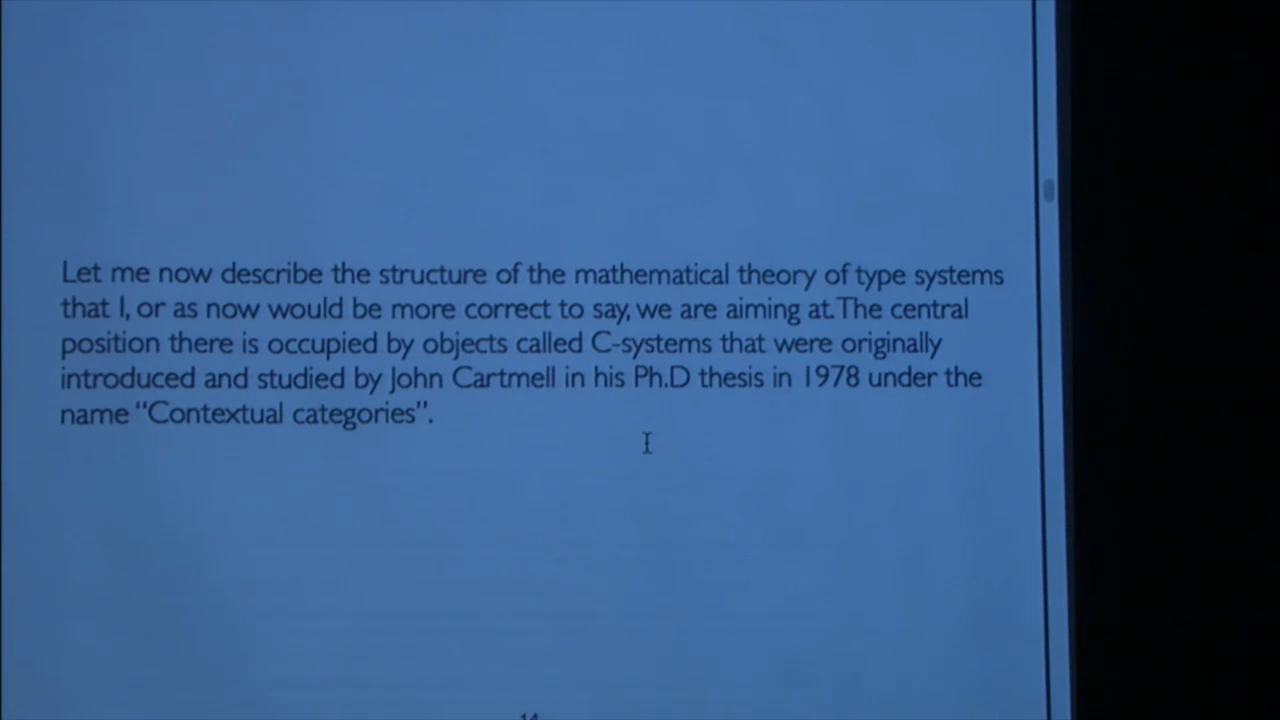 Let me now describe the structure of the mathematical theory of type systems
that I, or as now would be more correct to say, we are aiming at. The central
position there is occupied by objects called C-systems that were originally
introduced and studied by John Cartmell in his Ph.D thesis in 1978 under the
name “Contextual categories”.